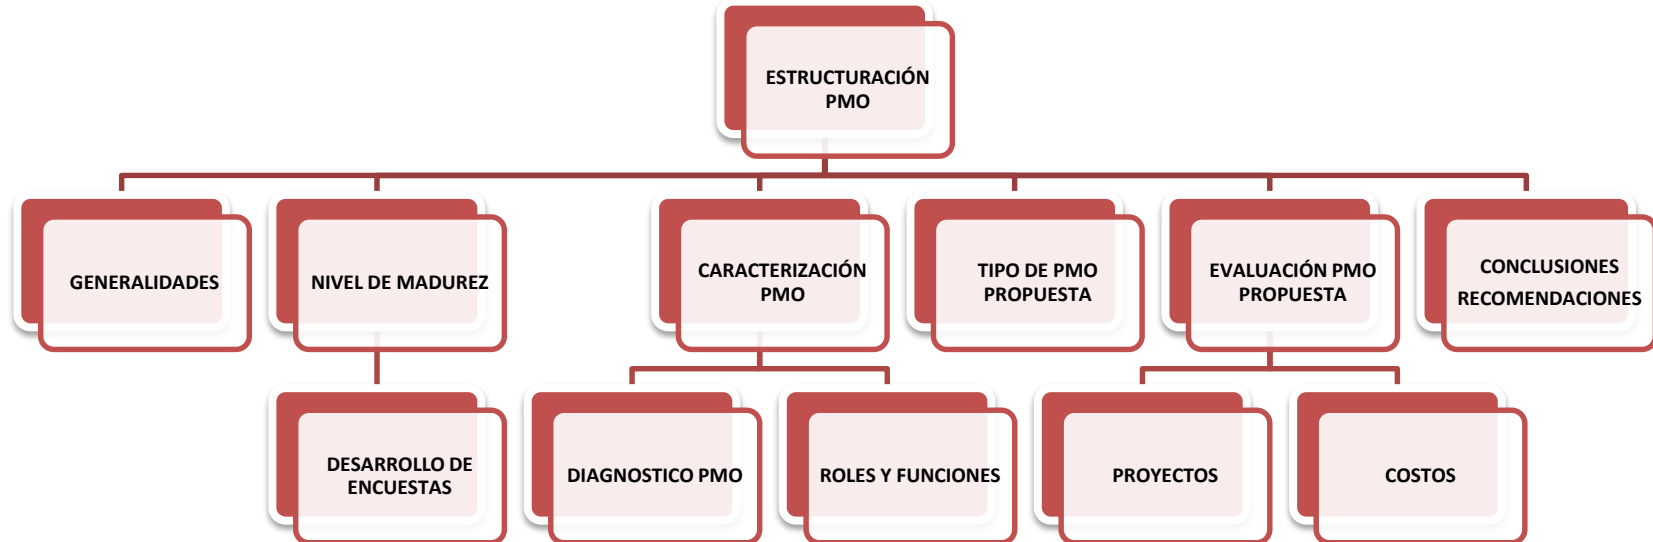 ESTRUCTURACIÓN
PMO
GENERALIDADES
NIVEL DE MADUREZ
CARACTERIZACIÓN
PMO
TIPO DE PMO
PROPUESTA
EVALUACIÓN PMO
PROPUESTA
CONCLUSIONES
RECOMENDACIONES
DESARROLLO DE
ENCUESTAS
DIAGNOSTICO PMO
ROLES Y FUNCIONES
PROYECTOS
COSTOS